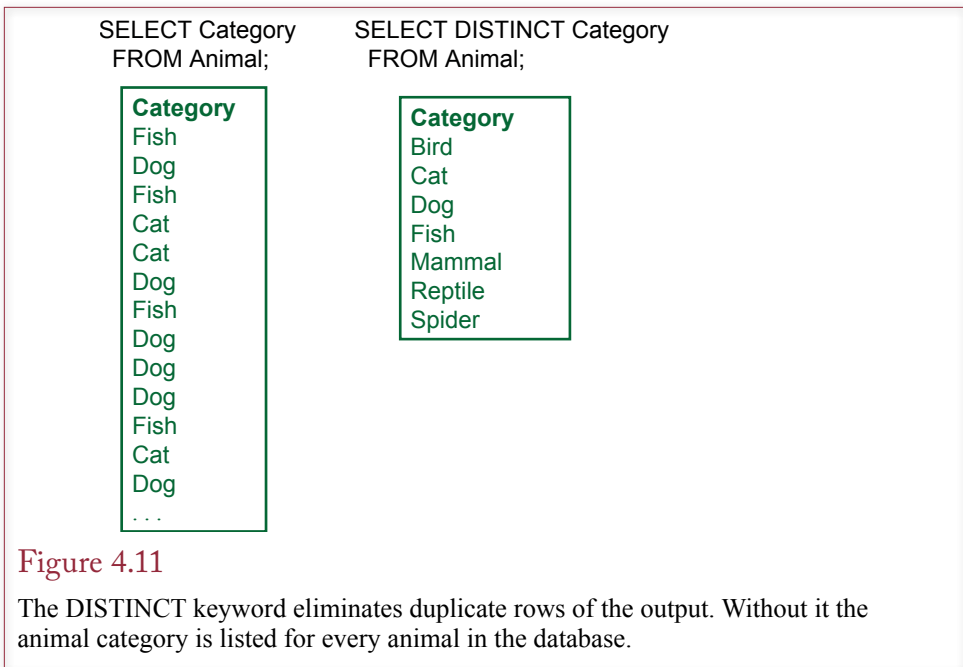 SELECT Category
FROM Animal;
Category
Fish
Dog
Fish
Cat
Cat
Dog
Fish
Dog
Dog
Dog
Fish
Cat
Dog
. . .
SELECT DISTINCT Category
FROM Animal;
Category
Bird
Cat
Dog
Fish
Mammal
Reptile
Spider
Figure 4.11
The DISTINCT keyword eliminates duplicate rows of the output. Without it the
animal category is listed for every animal in the database.